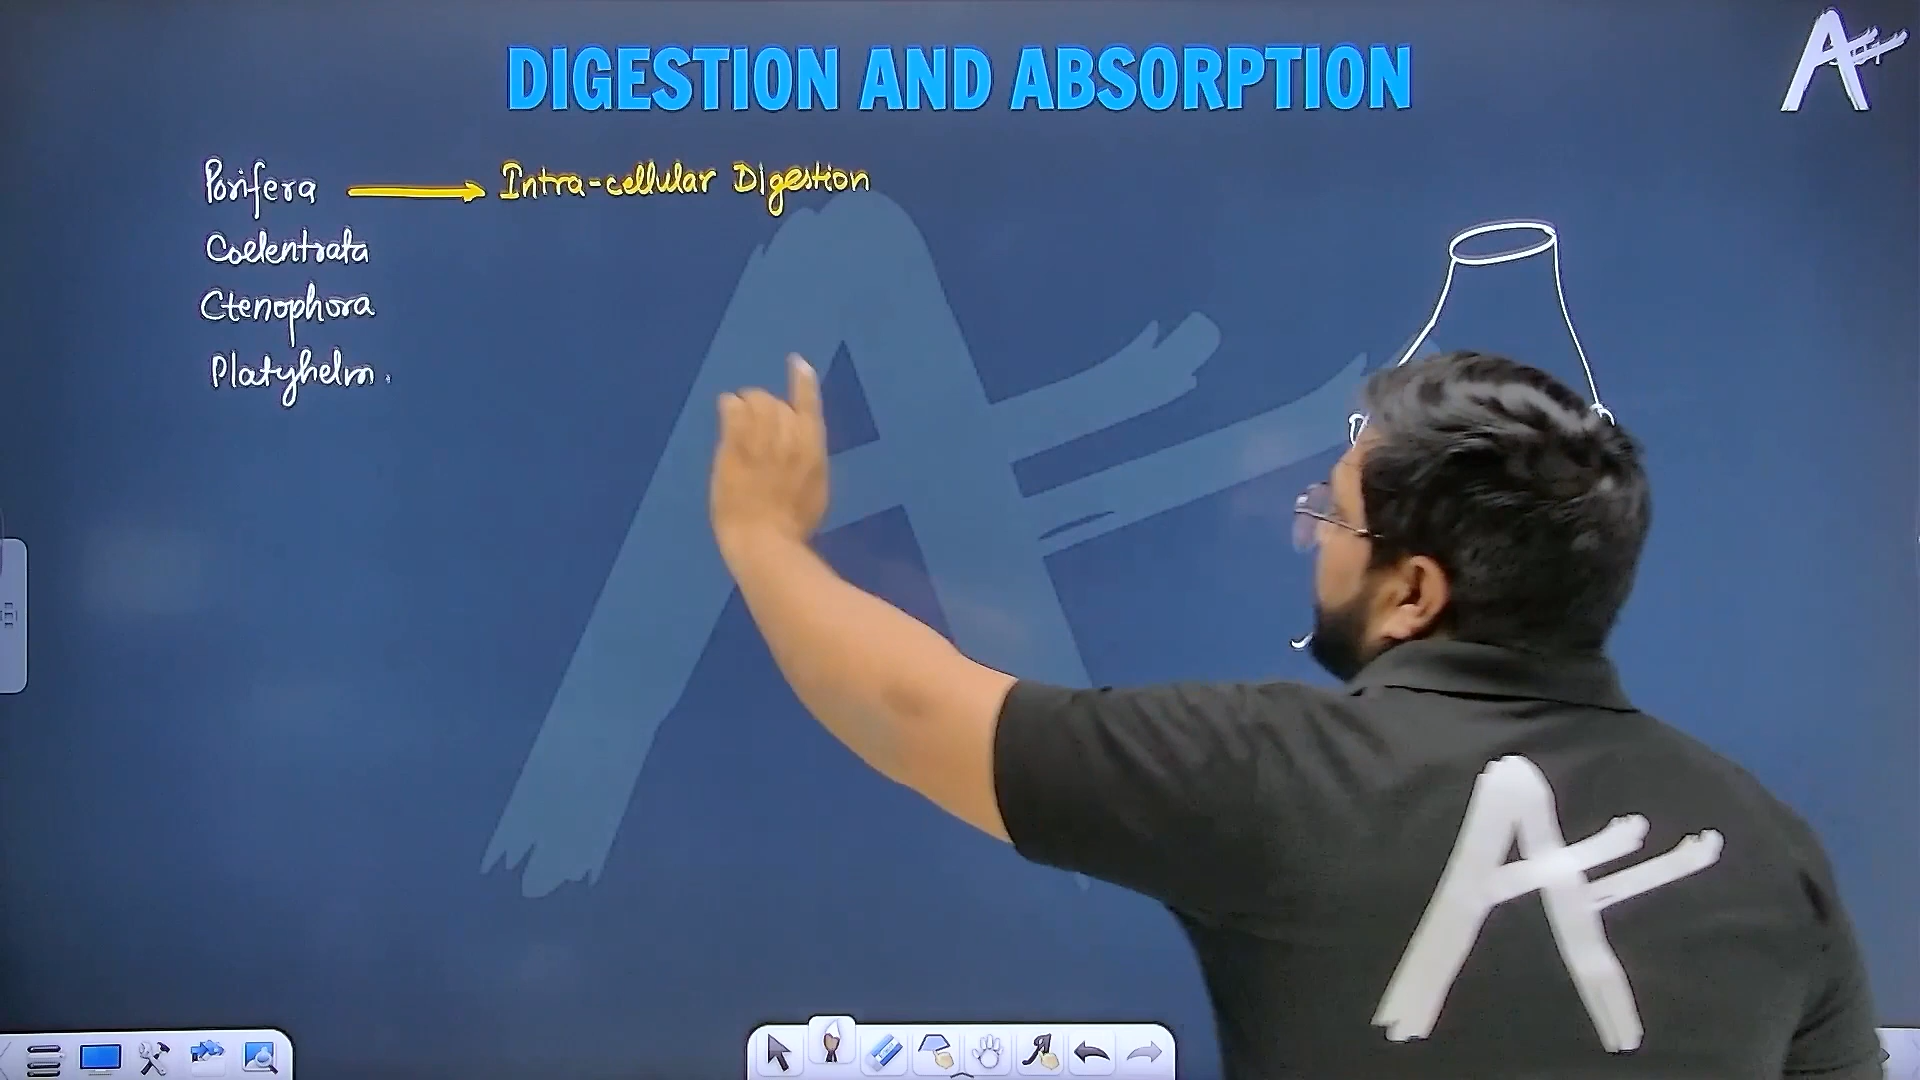 DIGESTION AND ABSORPTION
Porifera → Intra-cellular Digestion
Coelentrata
Ctenophora
Platyhelm.